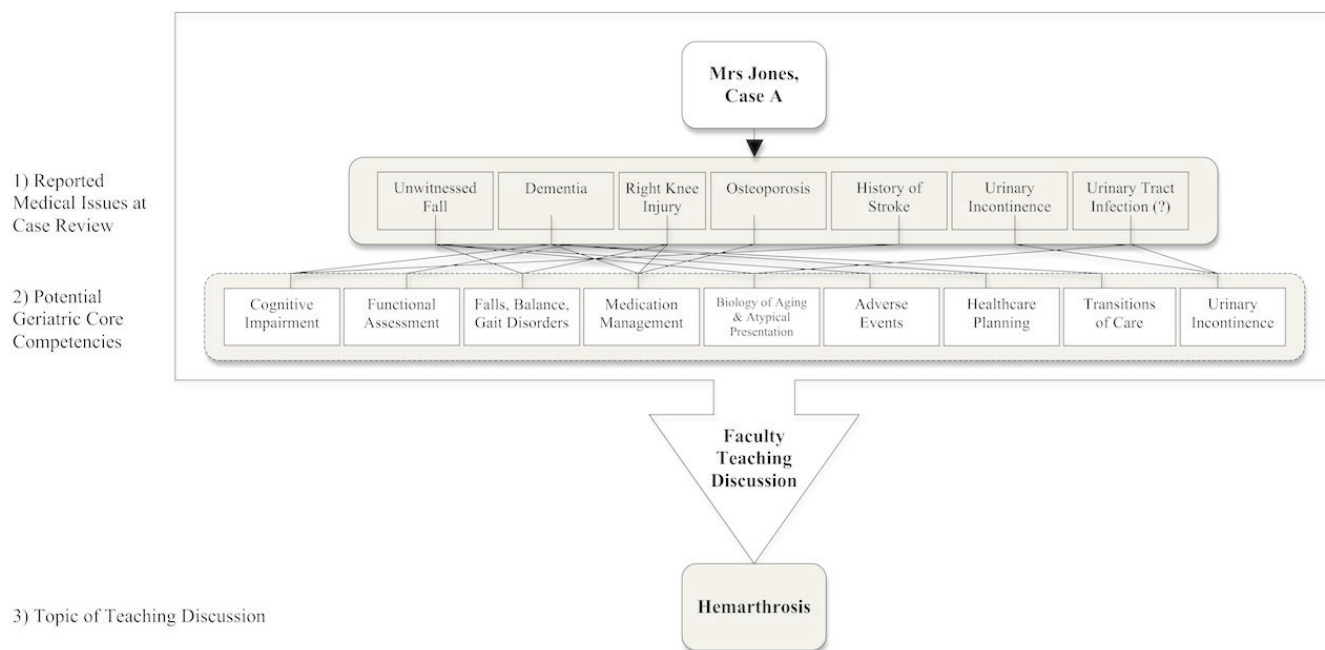 Mrs Jones,
Case A
1) Reported
Medical Issues at
Case Review
Unwitnessed
Fall
Dementia
Right Knee
Injury
Osteoporosis
History of
Stroke
Urinary
Incontinence
Urinary Tract
Infection (?)
2) Potential
Geriatric Core
Competencies
Cognitive
Impairment
Functional
Assessment
Falls, Balance,
Gait Disorders
Medication
Management
Biology of Aging
& Atypical
Presentation
Adverse
Events
Healthcare
Planning
Transitions
of Care
Urinary
Incontinence
Faculty
Teaching
Discussion
3) Topic of Teaching Discussion
Hemarthrosis